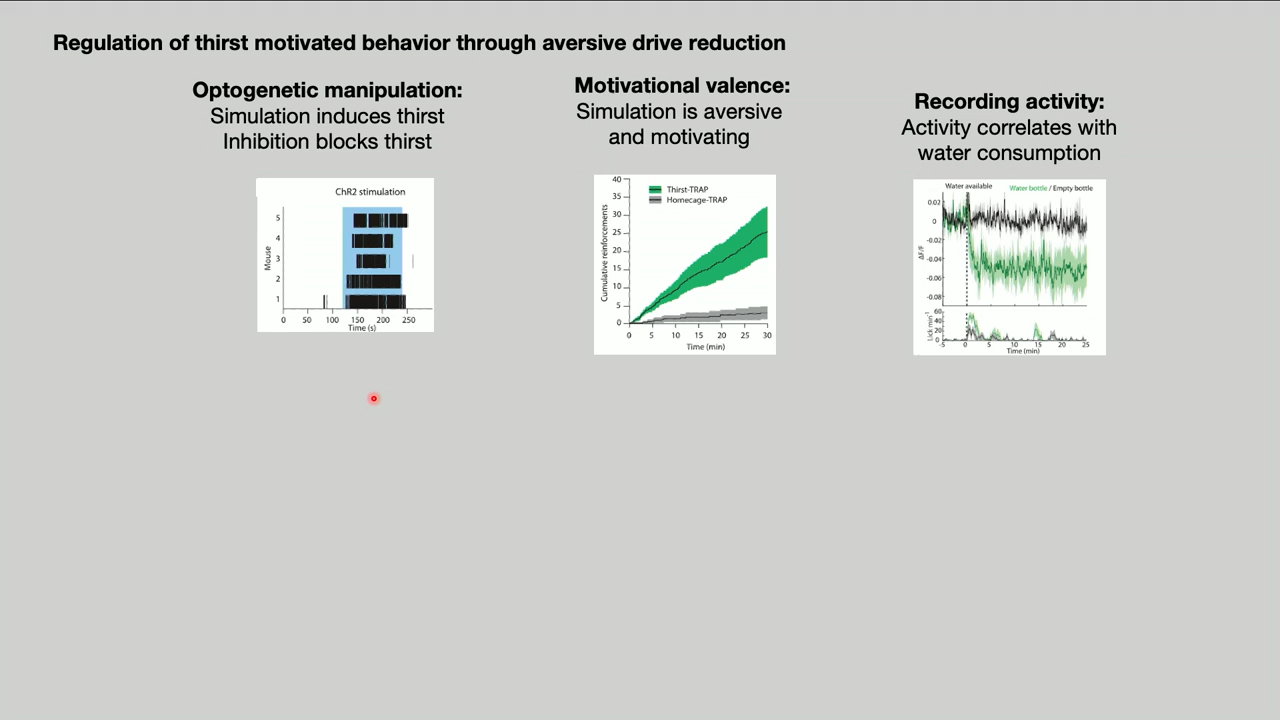 Regulation of thirst motivated behavior through aversive drive reduction
Optogenetic manipulation:
Simulation induces thirst
Inhibition blocks thirst
Motivational valence:
Simulation is aversive
and motivating
Recording activity:
Activity correlates with
water consumption
ChR2 stimulation
Mouse
5
4
3
2
1
0 50 100 150 200 250
Time (s)
Cumulative reinforcements
40
35
30
25
20
15
10
5
0
Thirst-TRAP
Homecage-TRAP
0 5 10 15 20 25 30
Time (min)
Water available
Water bottle / Empty bottle
ΔF/F
0.02
0
-0.02
-0.04
-0.06
-0.08
Lick min⁻¹
60
40
20
0
-5 0 5 10 15 20 25
Time (min)